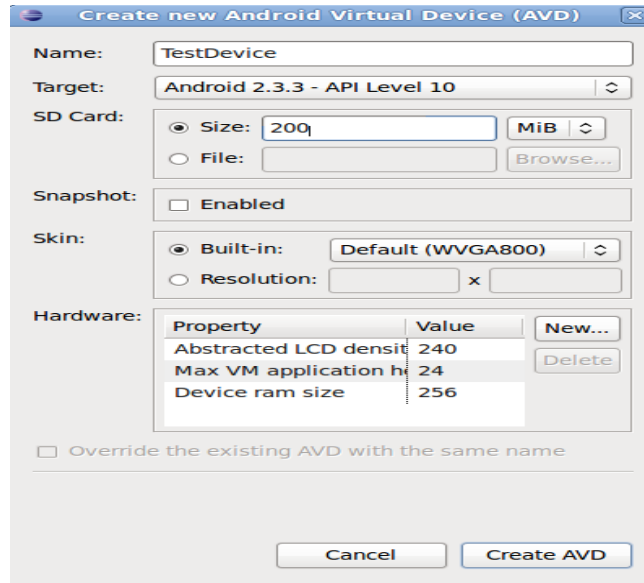 Create new Android Virtual Device (AVD)
Name: TestDevice
Target: Android 2.3.3 - API Level 10
SD Card:
Size: 200 MiB
File: Browse...
Snapshot: Enabled
Skin:
Built-in: Default (WVGA800)
Resolution: x
Hardware:
Property Value New...
Abstracted LCD densit 240 Delete
Max VM application h 24
Device ram size 256
Override the existing AVD with the same name
Cancel Create AVD